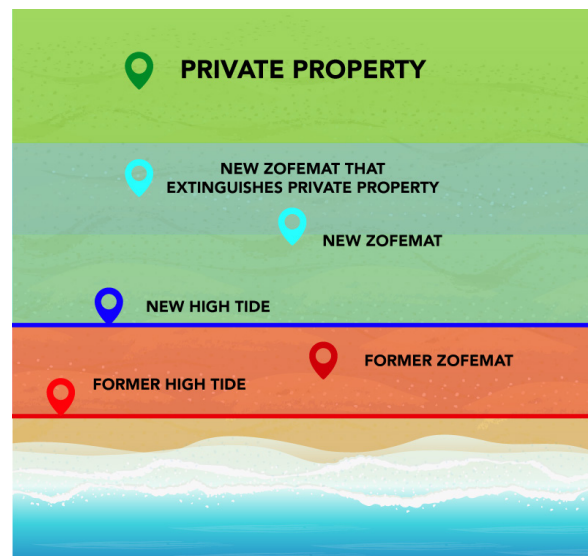 PRIVATE PROPERTY
NEW ZOFEMAT THAT
EXTINGUISHES PRIVATE PROPERTY
NEW ZOFEMAT
NEW HIGH TIDE
FORMER ZOFEMAT
FORMER HIGH TIDE